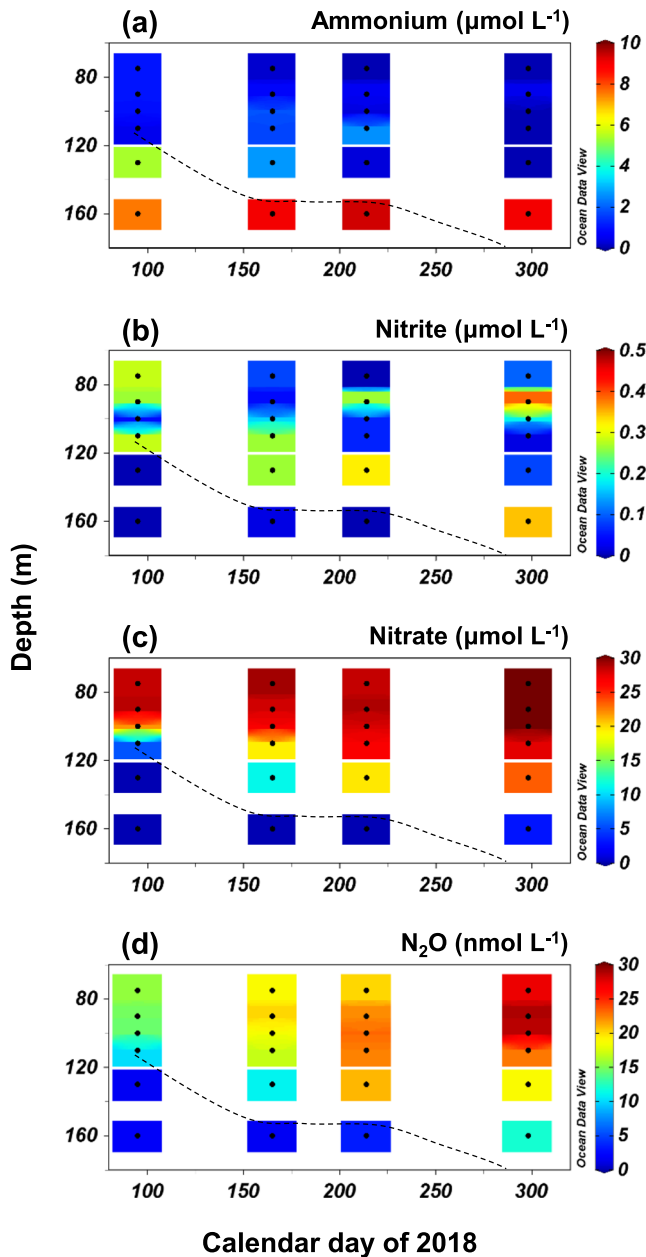 (a) Ammonium (μmol L-1)
80
120
160
100 150 200 250 300
10
8
6
4
2
0
Ocean Data View
(b) Nitrite (μmol L-1)
80
120
160
100 150 200 250 300
0.5
0.4
0.3
0.2
0.1
0
Ocean Data View
Depth (m)
(c) Nitrate (μmol L-1)
80
120
160
100 150 200 250 300
30
25
20
15
10
5
0
Ocean Data View
(d) N2O (nmol L-1)
80
120
160
100 150 200 250 300
30
25
20
15
10
5
0
Ocean Data View
Calendar day of 2018